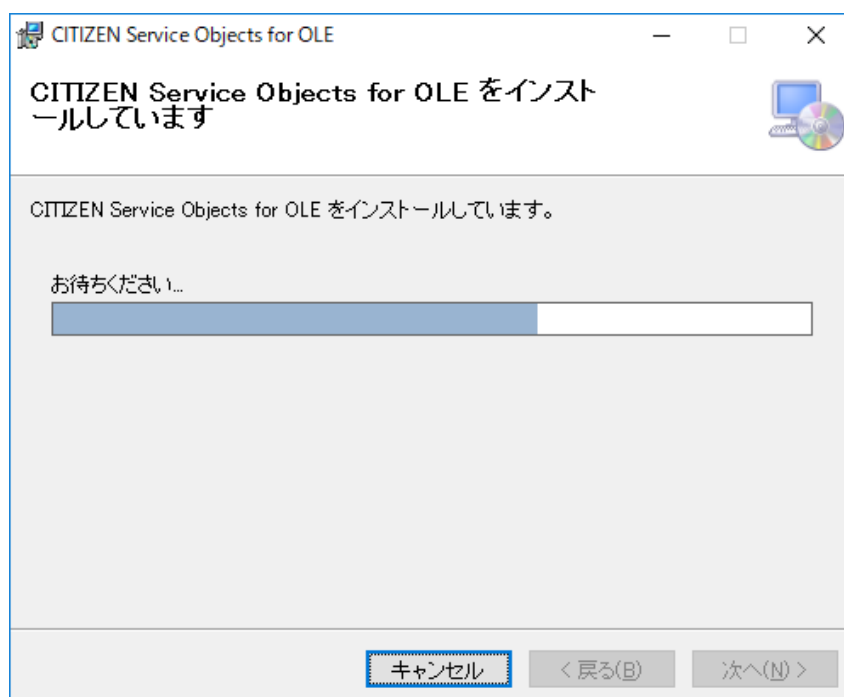 CITIZEN Service Objects for OLE
CITIZEN Service Objects for OLE をインスト
ールしています
CITIZEN Service Objects for OLE をインストールしています。
お待ちください...
キャンセル
< 戻る(B)
次へ(N) >